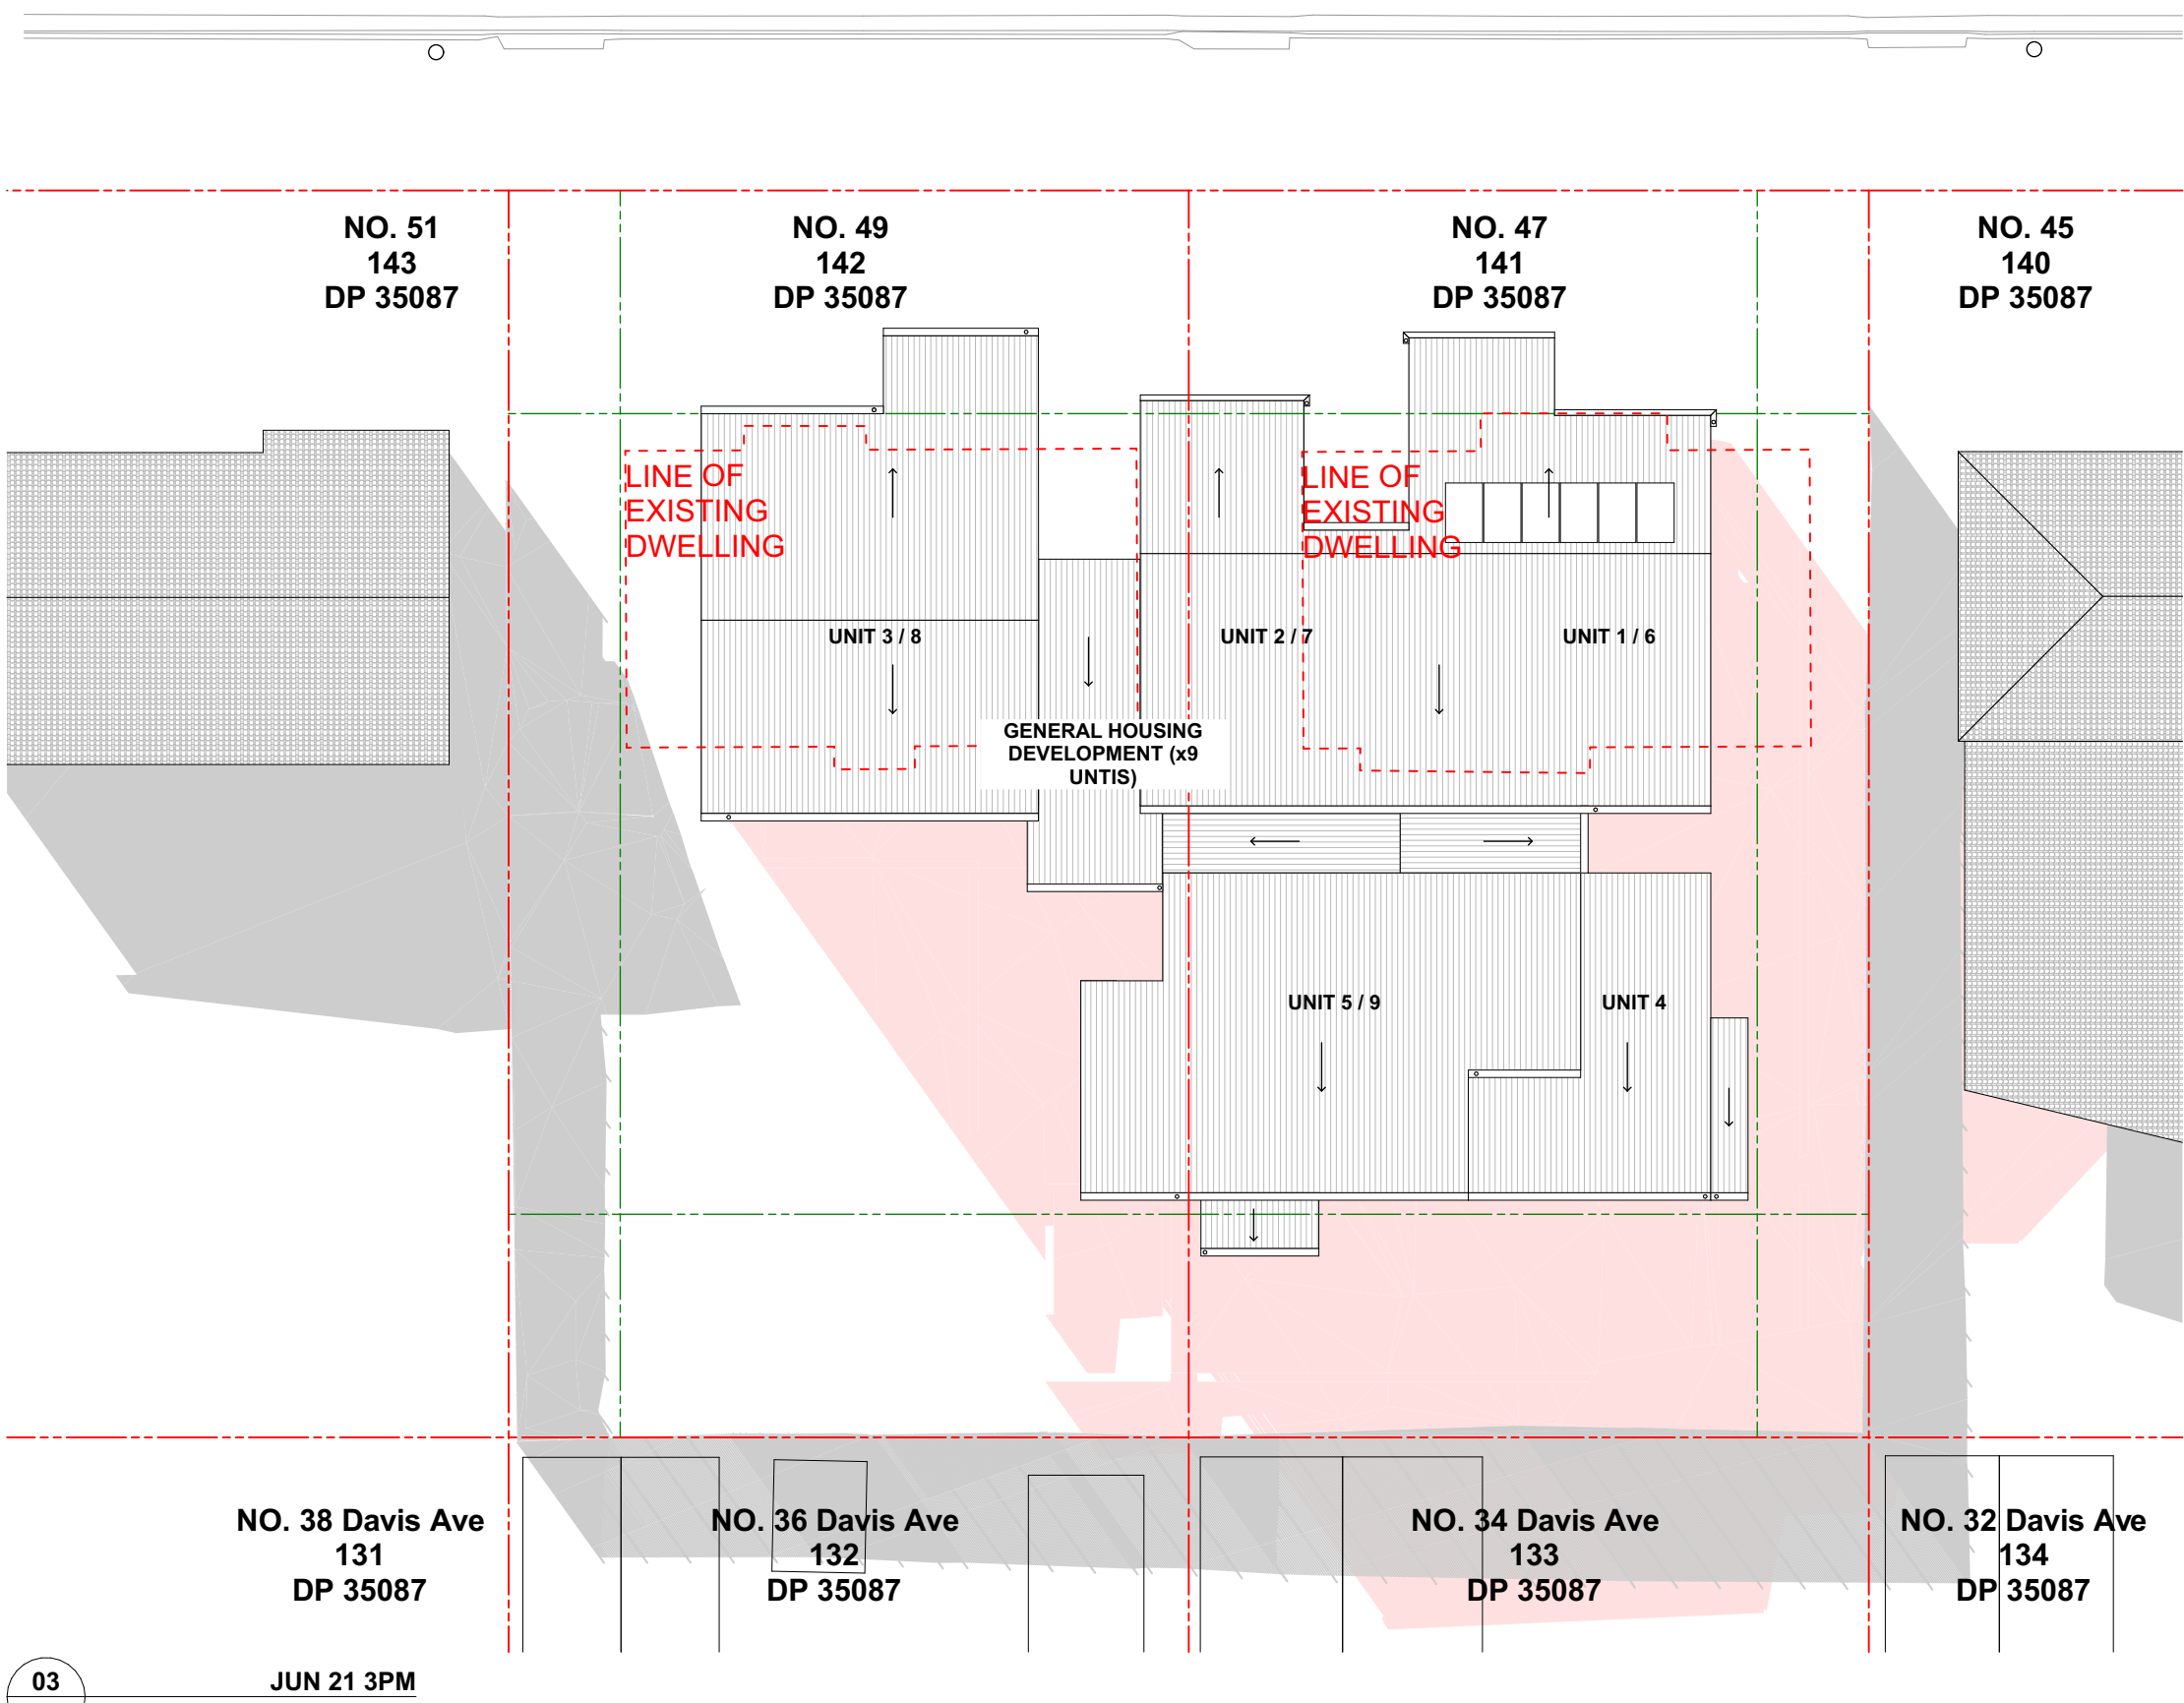 NO. 51
143
DP 35087
NO. 49
142
DP 35087
NO. 47
141
DP 35087
NO. 45
140
DP 35087
LINE OF
EXISTING
DWELLING
LINE OF
EXISTING
DWELLING
UNIT 3 / 8
UNIT 2 / 7
UNIT 1 / 6
GENERAL HOUSING
DEVELOPMENT (x9
UNTIS)
UNIT 5 / 9
UNIT 4
NO. 38 Davis Ave
131
DP 35087
NO. 36 Davis Ave
132
DP 35087
NO. 34 Davis Ave
133
DP 35087
NO. 32 Davis Ave
134
DP 35087
03
JUN 21 3PM